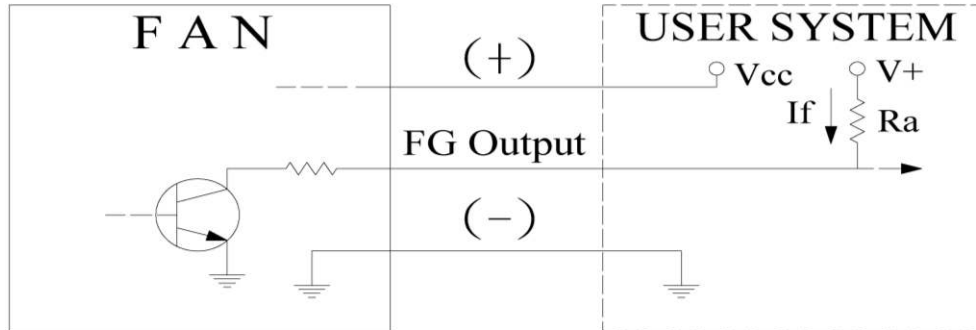 F A N
USER SYSTEM
(+)
Vcc
V+
If
Ra
FG Output
(−)